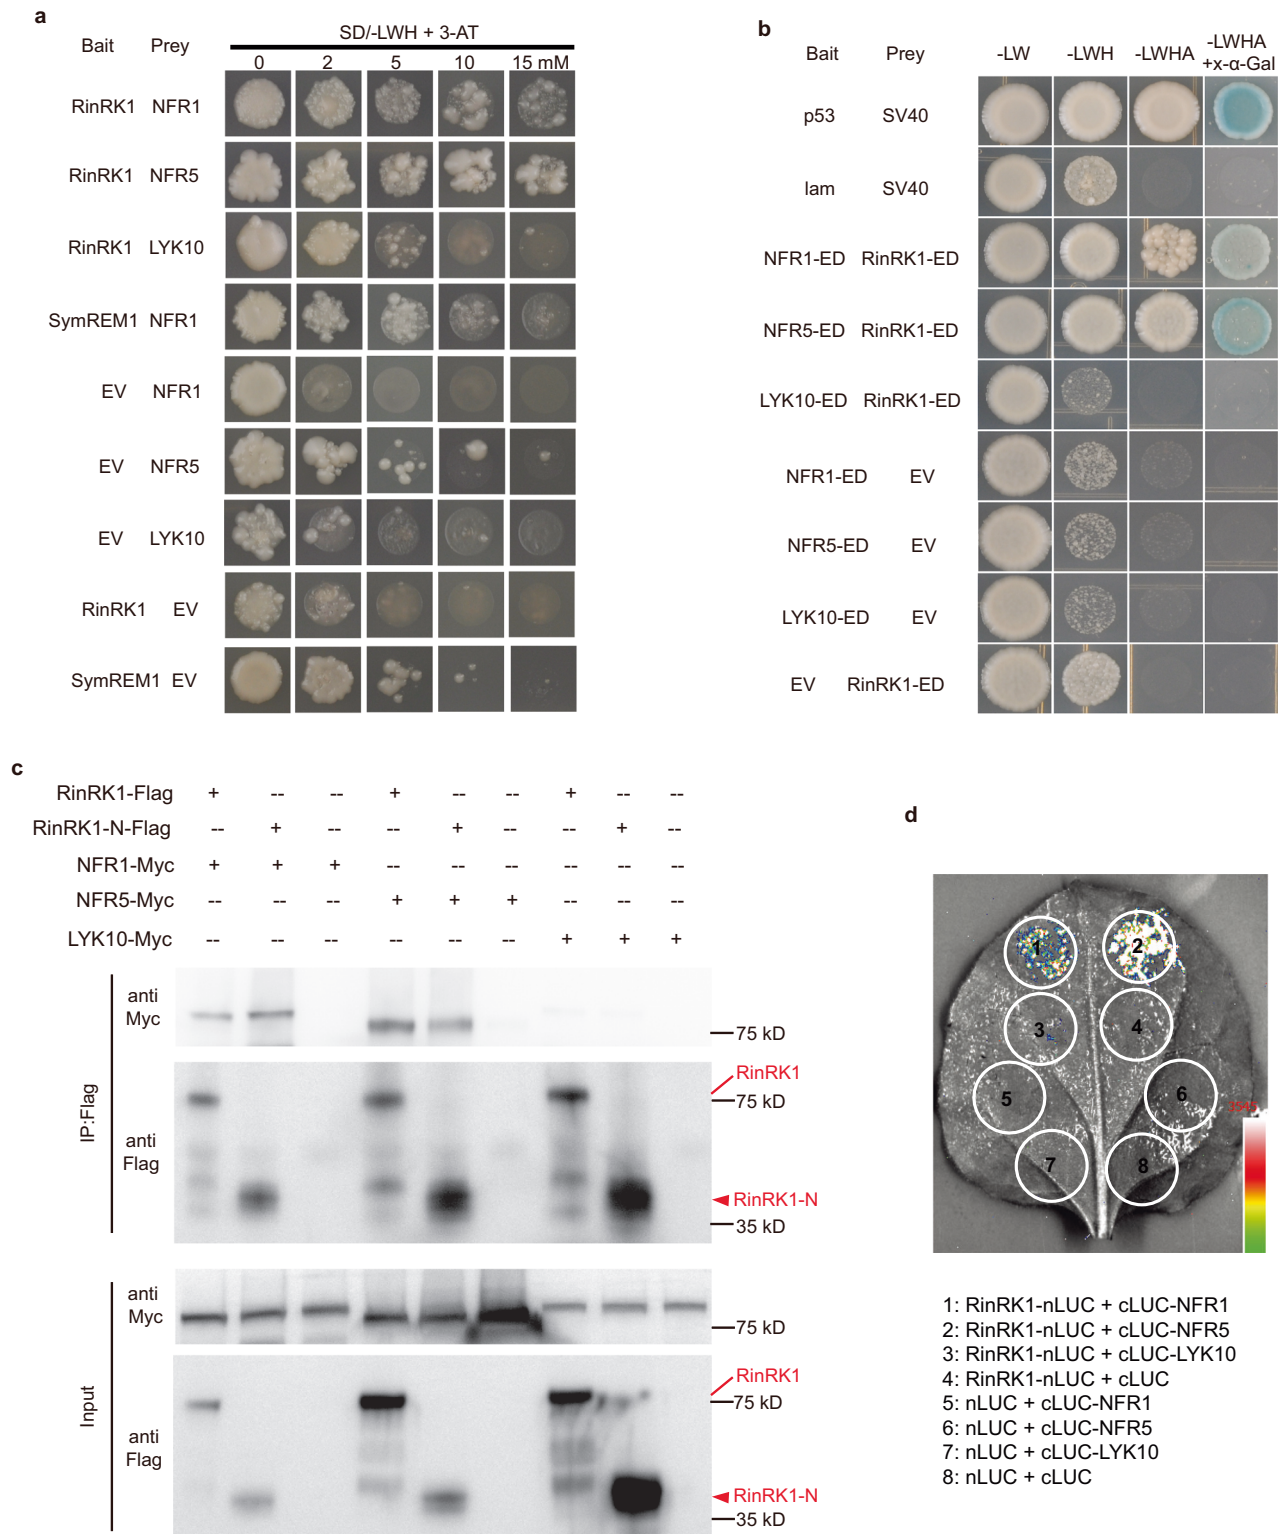 a
SD/-LWH + 3-AT
Bait Prey
0 2 5 10 15 mM
RinRK1 NFR1
RinRK1 NFR5
RinRK1 LYK10
SymREM1 NFR1
EV NFR1
EV NFR5
EV LYK10
RinRK1 EV
SymREM1 EV
b
Bait Prey -LW -LWH -LWHA -LWHA +x-α-Gal
p53 SV40
lam SV40
NFR1-ED RinRK1-ED
NFR5-ED RinRK1-ED
LYK10-ED RinRK1-ED
NFR1-ED EV
NFR5-ED EV
LYK10-ED EV
EV RinRK1-ED
c
RinRK1-Flag + -- -- + -- -- + -- --
RinRK1-N-Flag -- + -- -- + -- -- + --
NFR1-Myc + + + -- -- -- -- -- --
NFR5-Myc -- -- -- + + + -- -- --
LYK10-Myc -- -- -- -- -- -- + + +
IP:Flag
anti
Myc
75 kD
RinRK1
75 kD
anti
Flag
RinRK1-N
35 kD
Input
anti
Myc
75 kD
RinRK1
75 kD
anti
Flag
RinRK1-N
35 kD
d
1 2
3 4
5 6
7 8
3545
1: RinRK1-nLUC + cLUC-NFR1
2: RinRK1-nLUC + cLUC-NFR5
3: RinRK1-nLUC + cLUC-LYK10
4: RinRK1-nLUC + cLUC
5: nLUC + cLUC-NFR1
6: nLUC + cLUC-NFR5
7: nLUC + cLUC-LYK10
8: nLUC + cLUC